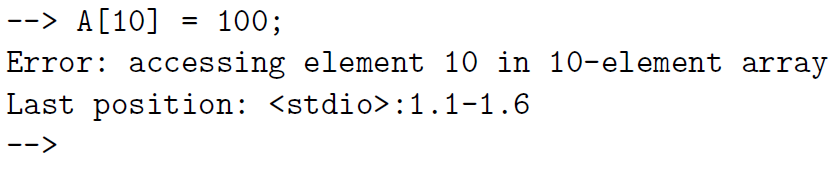 --> A[10] = 100;
Error: accessing element 10 in 10-element array
Last position: <stdio>:1.1-1.6
-->